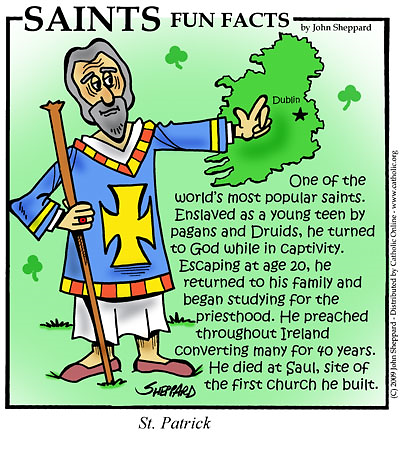 SAINTS FUN FACTS
by John Sheppard
Dublin
One of the
world's most popular saints.
Enslaved as a young teen by
pagans and Druids, he turned
to God while in captivity.
Escaping at age 20, he
returned to his family and
began studying for the
priesthood. He preached
throughout Ireland
converting many for 40 years.
He died at Saul, site of
the first church he built.
SHEPPARD
(C) 2009 John Sheppard - Distributed by Catholic Online - www.catholic.org
St. Patrick